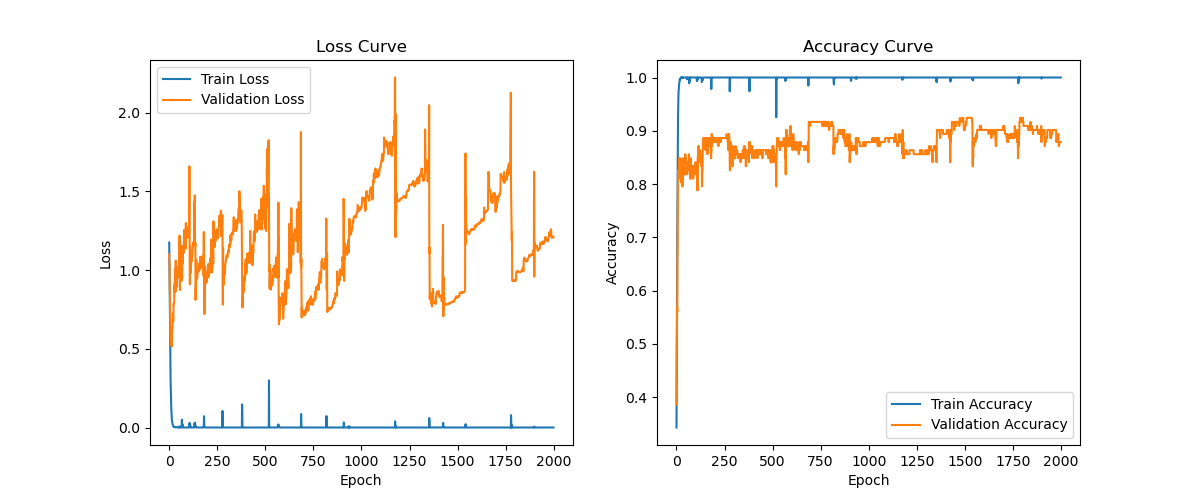 Loss Curve
Train Loss
Validation Loss
2.0
1.5
1.0
0.5
0.0
Loss
0 250 500 750 1000 1250 1500 1750 2000
Epoch
Accuracy Curve
1.0
0.9
0.8
0.7
0.6
0.5
0.4
Accuracy
Train Accuracy
Validation Accuracy
0 250 500 750 1000 1250 1500 1750 2000
Epoch